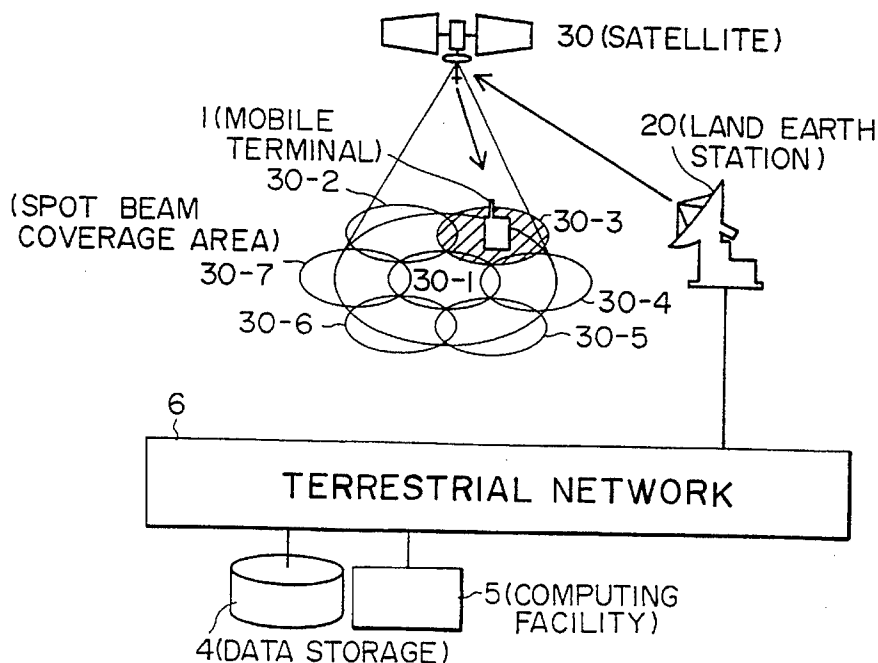 30(SATELLITE)
1(MOBILE
TERMINAL)
20(LAND EARTH
STATION)
30-2
(SPOT BEAM
COVERAGE AREA)
30-3
30-7
30-1
30-4
30-6
30-5
6
TERRESTRIAL NETWORK
5(COMPUTING
FACILITY)
4(DATA STORAGE)